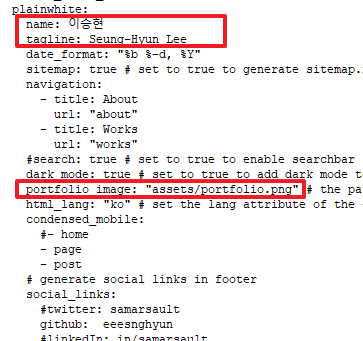 plainwhite:
name: 이승현
tagline: Seung-Hyun Lee
date_format: "%b %-d, %Y"
sitemap: true # set to true to generate sitemap.
navigation:
- title: About
url: "about"
- title: Works
url: "works"
#search: true # set to true to enable searchbar
dark_mode: true # set to true to add dark mode to
portfolio_image: "assets/portfolio.png" # the pa
html_lang: "ko" # set the lang attribute of the
condensed_mobile:
#- home
- page
- post
# generate social links in footer
social_links:
#twitter: samarsault
github: eeesnghyun
#linkedIn: in/samarsault